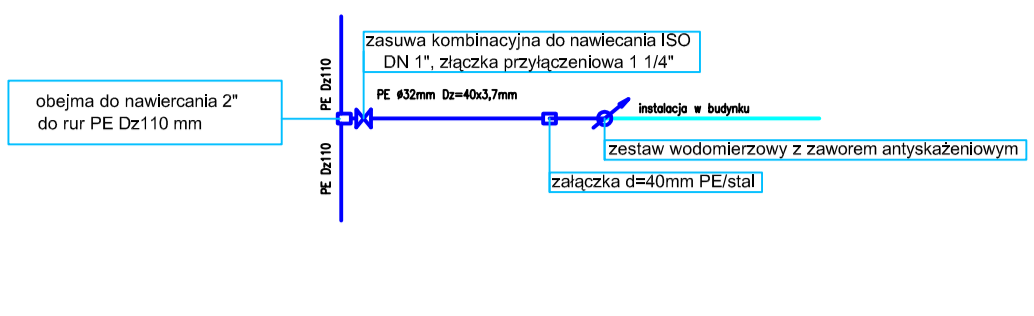 zasuwa kombinacyjna do nawiecania ISO
DN 1", złączka przyłączeniowa 1 1/4"
PE Dz110
obejma do nawiercania 2"
do rur PE Dz110 mm
PE ø32mm Dz=40x3,7mm
instalacja w budynku
zestaw wodomierzowy z zaworem antyskażeniowym
PE Dz110
załączka d=40mm PE/stal